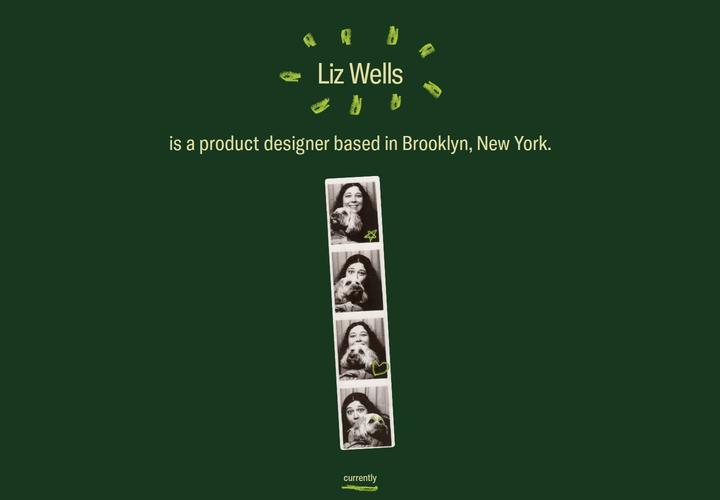 Liz Wells
is a product designer based in Brooklyn, New York.
currently